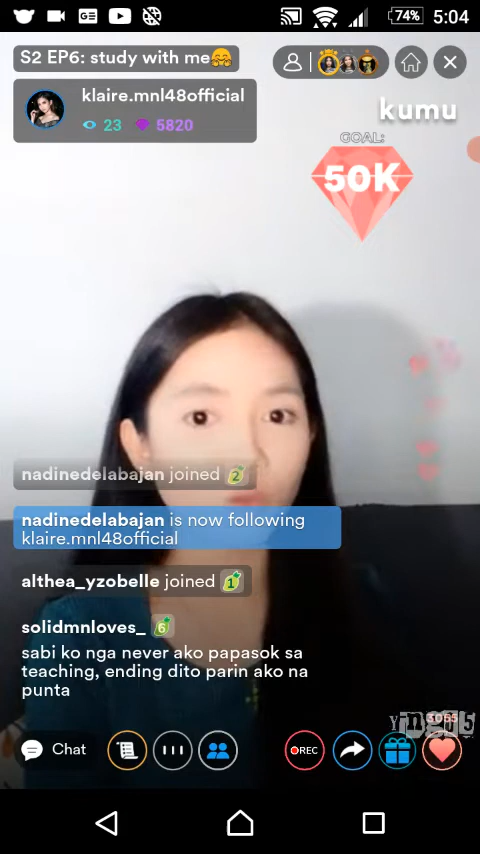 GE
74% 5:04
S2 EP6: study with me🤗
klaire.mnl48official
23 5820
kumu
GOAL:
50K
nadinedelabajan joined 2
nadinedelabajan is now following
klaire.mnl48official
althea_yzobelle joined 1
solidmnloves_ 6
sabi ko nga never ako papasok sa
teaching, ending dito parin ako na
punta
3055
Chat
REC